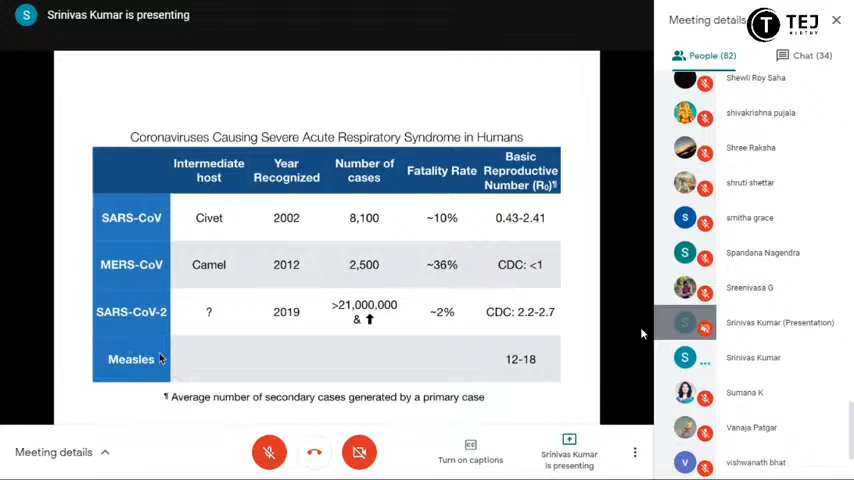 S Srinivas Kumar is presenting
Coronaviruses Causing Severe Acute Respiratory Syndrome in Humans
Intermediate host
Year Recognized
Number of cases
Fatality Rate
Basic Reproductive Number (R₀)¶
SARS-CoV Civet 2002 8,100 ~10% 0.43-2.41
MERS-CoV Camel 2012 2,500 ~36% CDC: <1
SARS-CoV-2 ? 2019 >21,000,000 & ⬆ ~2% CDC: 2.2-2.7
Measles 12-18
¶ Average number of secondary cases generated by a primary case
Meeting details
Turn on captions
Srinivas Kumar
is presenting
Meeting details
T TEJ
People (82) Chat (34)
Shewli Roy Saha
shivakrishna pujala
Shree Raksha
shruti shettar
S smitha grace
S Spandana Nagendra
Sreenivasa G
S Srinivas Kumar (Presentation)
S Srinivas Kumar
Sumana K
Vanaja Patgar
V vishwanath bhat